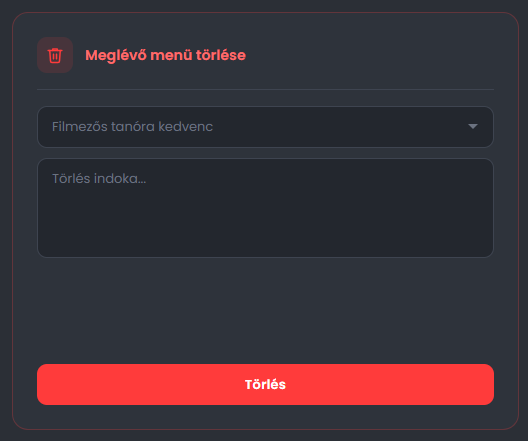 Meglévő menü törlése
Filmezős tanóra kedvenc
Törlés indoka...
Törlés